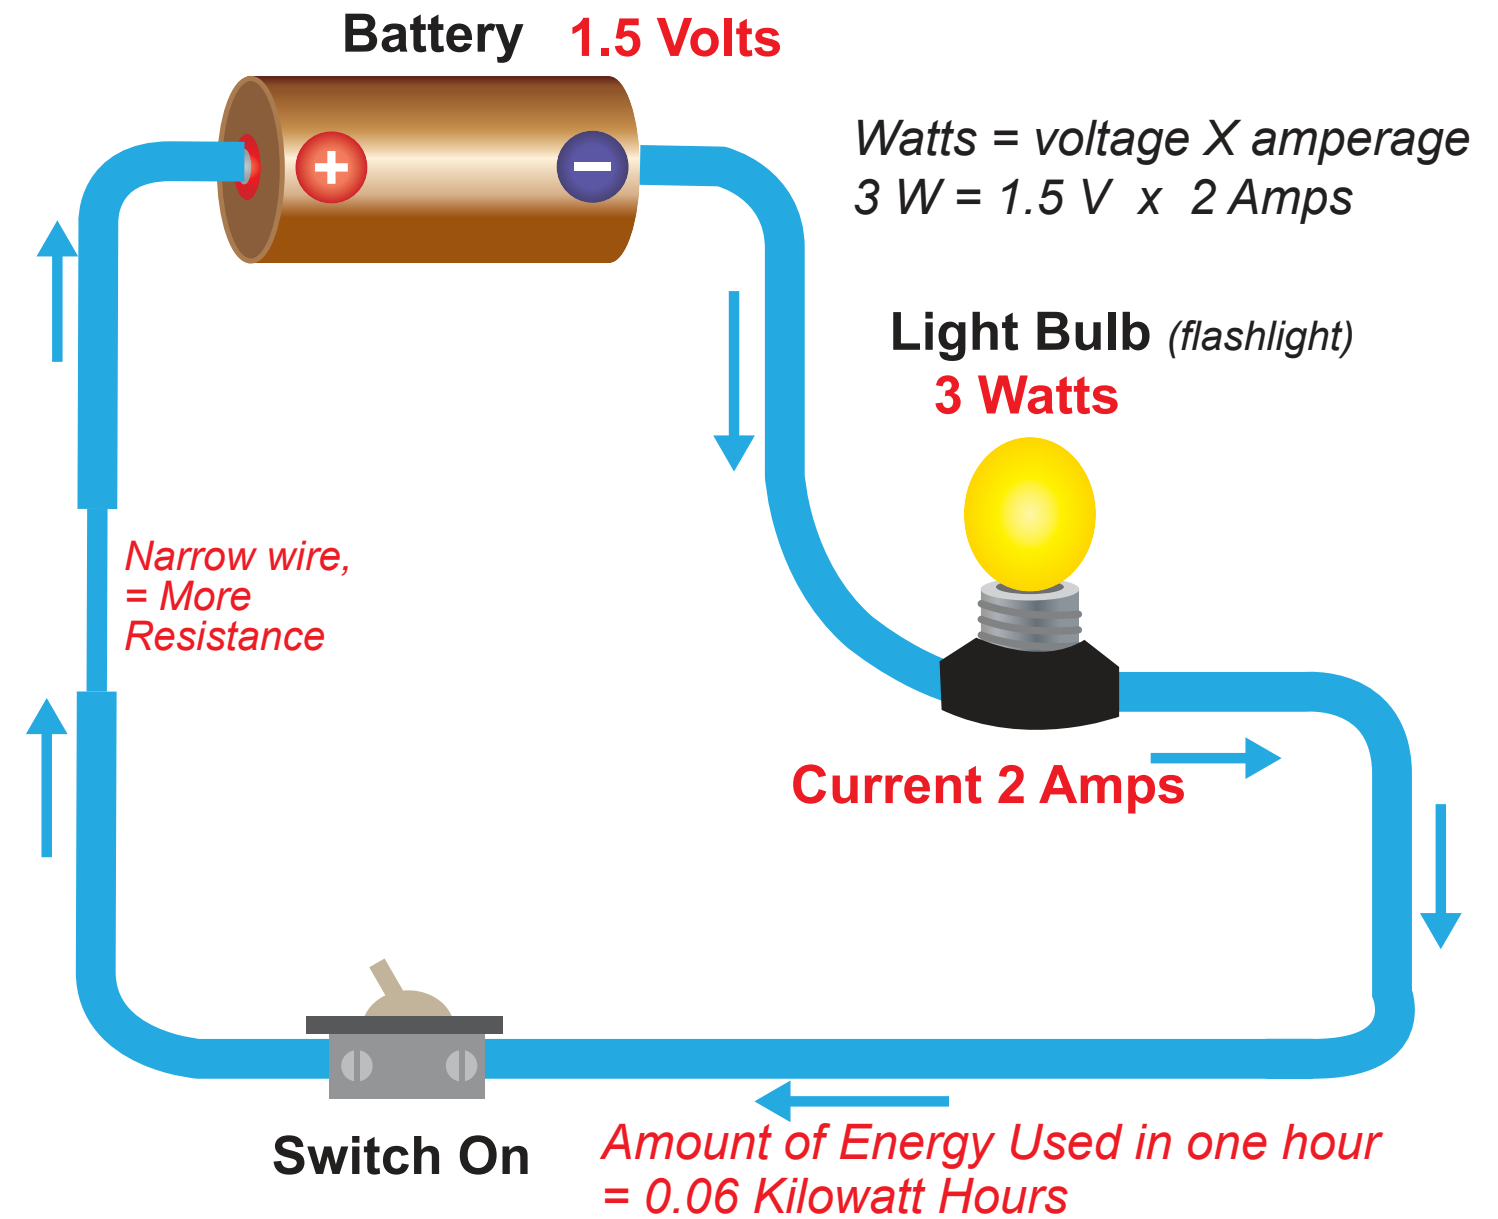 Battery 1.5 Volts
+
−
Watts = voltage X amperage
3 W = 1.5 V x 2 Amps
Light Bulb (flashlight)
3 Watts
Narrow wire,
= More
Resistance
Current 2 Amps
Switch On
Amount of Energy Used in one hour
= 0.06 Kilowatt Hours